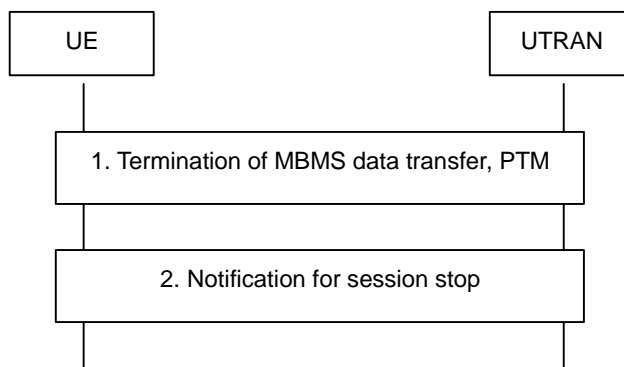 UE
UTRAN
1. Termination of MBMS data transfer, PTM
2. Notification for session stop